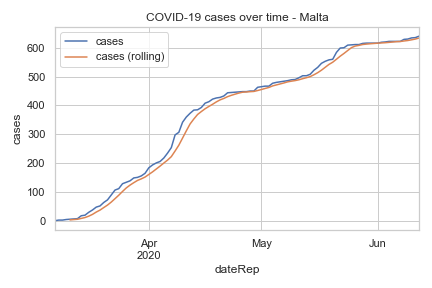 COVID-19 cases over time - Malta
cases
cases (rolling)
600
500
400
300
200
100
0
cases
Apr
2020
May
Jun
dateRep